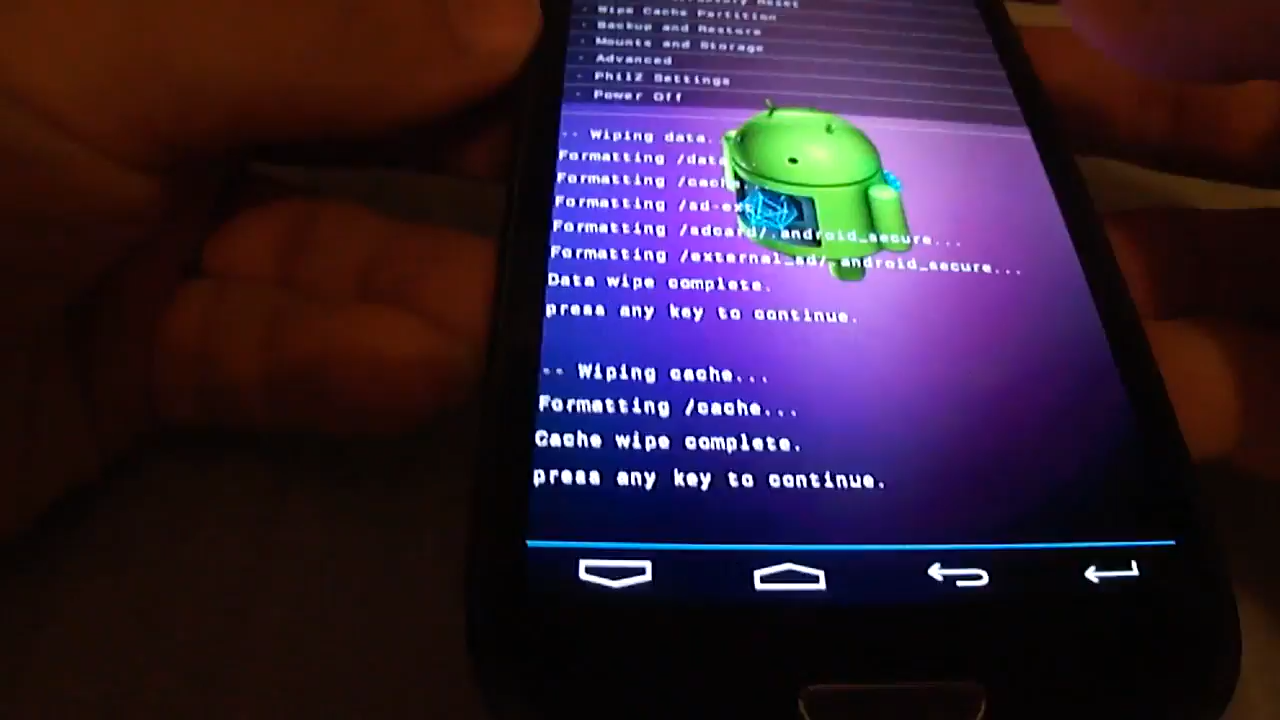 Reset
- Wipe Cache Partition
- Backup and Restore
- Mounts and Storage
- Advanced
- PhilZ Settings
- Power Off
-- Wiping data.
Formatting /data
Formatting /cache
Formatting /sd-ext
Formatting /sdcard/.android_secure...
Formatting /external_sd/.android_secure...
Data wipe complete.
press any key to continue.
-- Wiping cache...
Formatting /cache...
Cache wipe complete.
press any key to continue.